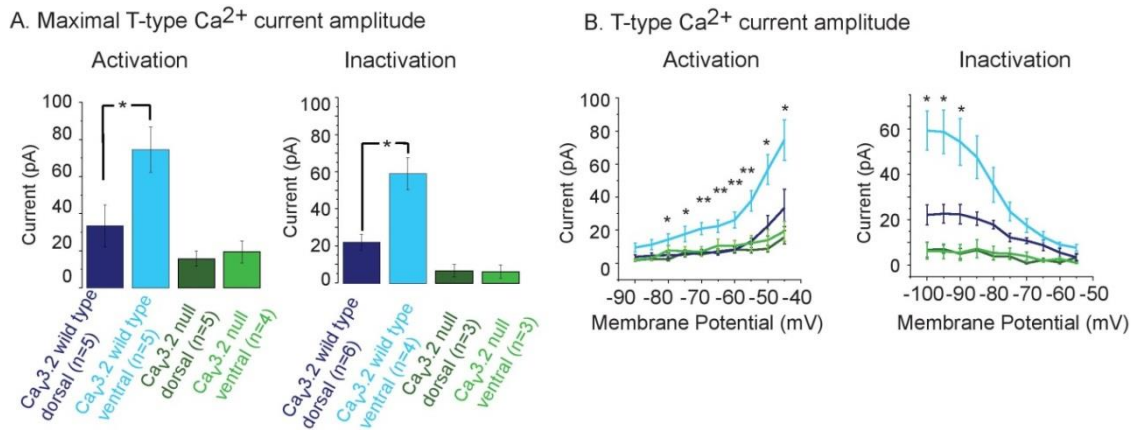 A. Maximal T-type Ca2+ current amplitude
Activation
Inactivation
Current (pA)
100
80
60
40
20
0
*
Cav3.2 wild type
dorsal (n=5)
Cav3.2 wild type
ventral (n=5)
Cav3.2 null
dorsal (n=5)
Cav3.2 null
ventral (n=4)
Current (pA)
100
80
60
40
20
0
*
Cav3.2 wild type
dorsal (n=6)
Cav3.2 wild type
ventral (n=4)
Cav3.2 null
dorsal (n=3)
Cav3.2 null
ventral (n=3)
B. T-type Ca2+ current amplitude
Activation
Inactivation
Current (pA)
100
80
60
40
20
0
* * ** ** ** ** * *
-90 -80 -70 -60 -50 -40
Membrane Potential (mV)
Current (pA)
60
40
20
0
* * *
-100 -90 -80 -70 -60 -50
Membrane Potential (mV)